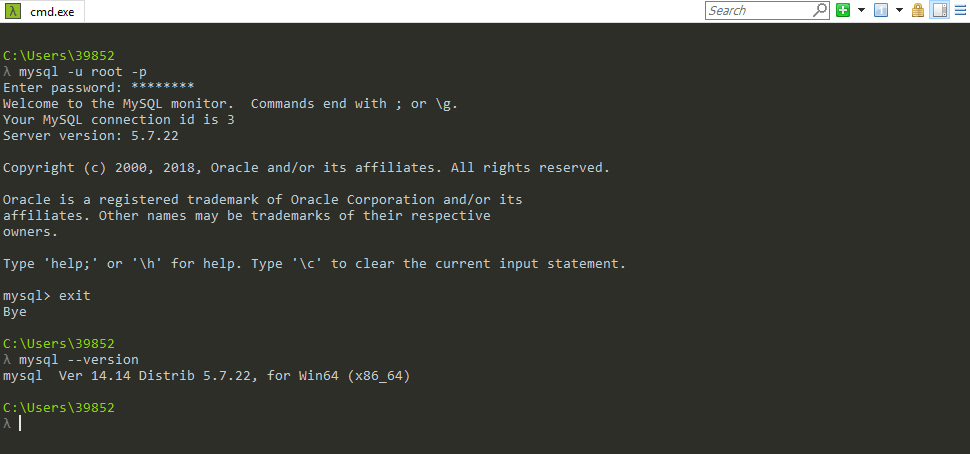 cmd.exe
Search
C:\Users\39852
λ mysql -u root -p
Enter password: ********
Welcome to the MySQL monitor.  Commands end with ; or \g.
Your MySQL connection id is 3
Server version: 5.7.22
Copyright (c) 2000, 2018, Oracle and/or its affiliates. All rights reserved.
Oracle is a registered trademark of Oracle Corporation and/or its
affiliates. Other names may be trademarks of their respective
owners.
Type 'help;' or '\h' for help. Type '\c' to clear the current input statement.
mysql> exit
Bye
C:\Users\39852
λ mysql --version
mysql  Ver 14.14 Distrib 5.7.22, for Win64 (x86_64)
C:\Users\39852
λ